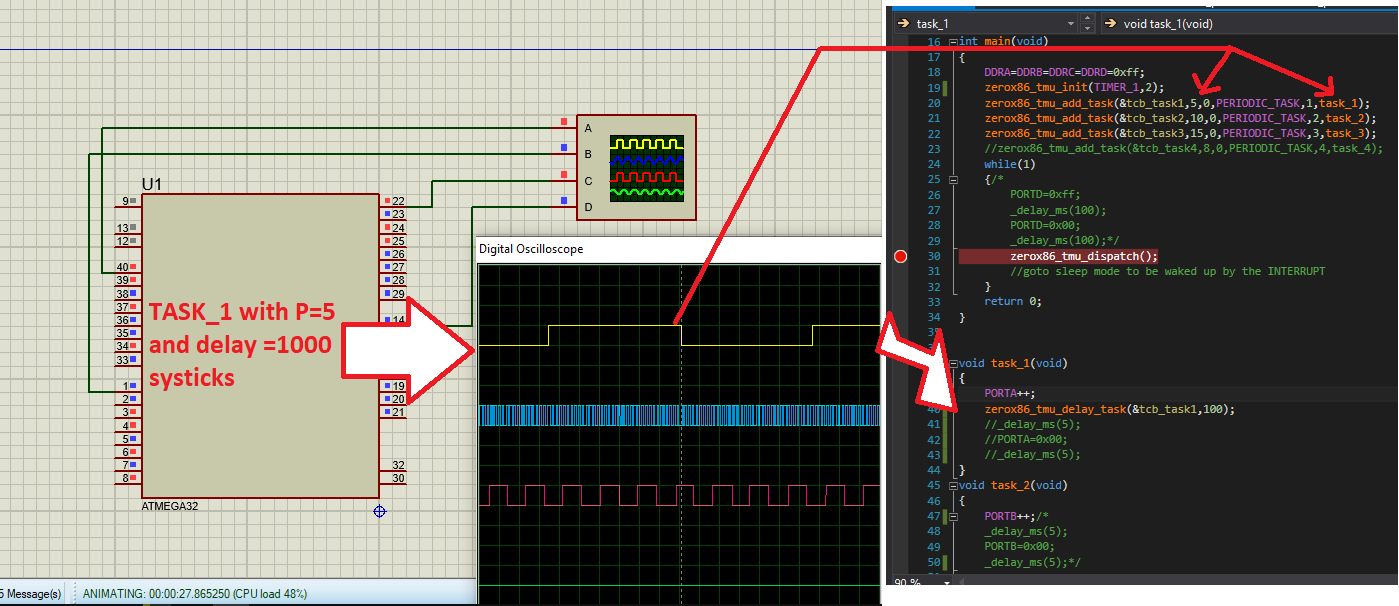 U1
A
B
C
D
9
13
12
40
39
38
37
36
35
34
33
1
2
3
4
5
6
7
8
22
23
24
25
26
27
28
29
14
19
20
21
32
30
ATMEGA32
TASK_1 with P=5
and delay =1000
systicks
Digital Oscilloscope
5 Message(s)
ANIMATING: 00:00:27.865250 (CPU load 48%)
task_1
void task_1(void)
16 int main(void)
17 {
18 DDRA=DDRB=DDRC=DDRD=0xff;
19 zerox86_tmu_init(TIMER_1,2);
20 zerox86_tmu_add_task(&tcb_task1,5,0,PERIODIC_TASK,1,task_1);
21 zerox86_tmu_add_task(&tcb_task2,10,0,PERIODIC_TASK,2,task_2);
22 zerox86_tmu_add_task(&tcb_task3,15,0,PERIODIC_TASK,3,task_3);
23 //zerox86_tmu_add_task(&tcb_task4,8,0,PERIODIC_TASK,4,task_4);
24 while(1)
25 {/*
26 PORTD=0xff;
27 _delay_ms(100);
28 PORTD=0x00;
29 _delay_ms(100);*/
30 zerox86_tmu_dispatch();
31 //goto sleep mode to be waked up by the INTERRUPT
32 }
33 return 0;
34 }
void task_1(void)
{
PORTA++;
zerox86_tmu_delay_task(&tcb_task1,100);
41 //_delay_ms(5);
42 //PORTA=0x00;
43 //_delay_ms(5);
44 }
45 void task_2(void)
46 {
47 PORTB++;/*
48 _delay_ms(5);
49 PORTB=0x00;
50 _delay_ms(5);*/
90 %